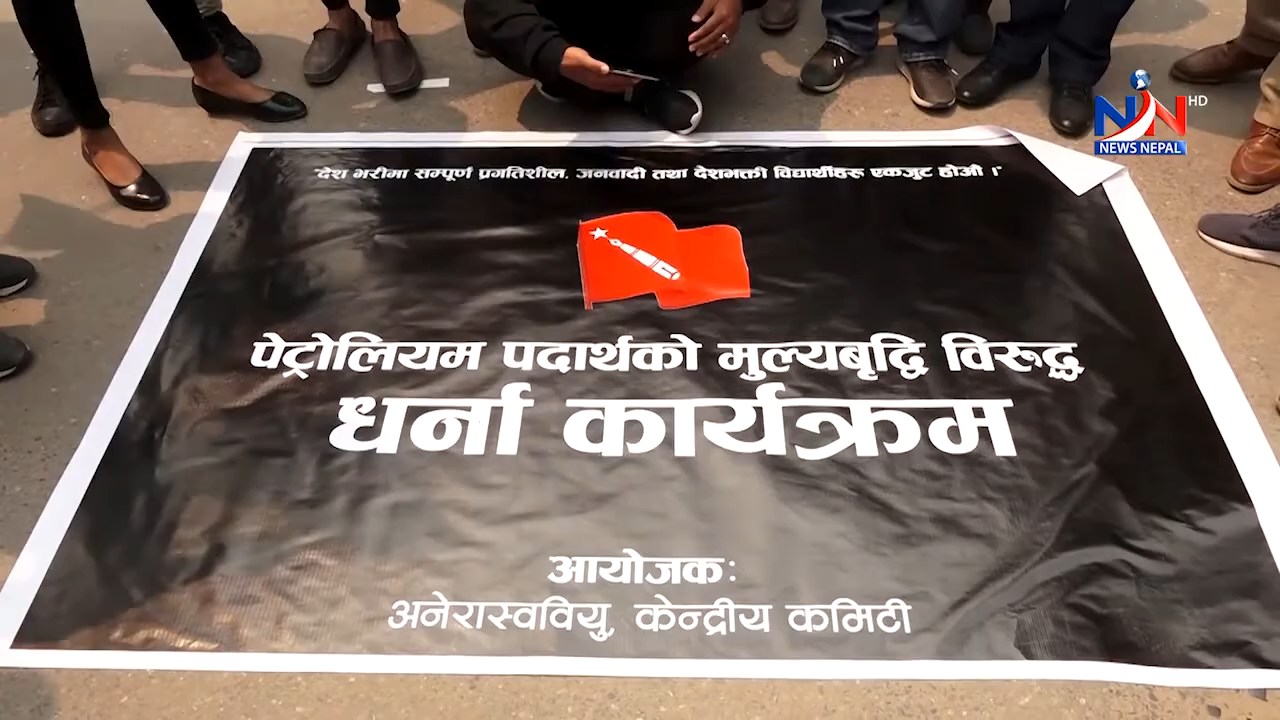 "देश भरीमा सम्पूर्ण प्रगतिशील, जनवादी तथा देशभक्ती विद्यार्थीहरु एकजुट होऔ ।"
पेट्रोलियम पदार्थको मुल्यबृद्धि विरुद्ध
धर्ना कार्यक्रम
आयोजक:
अनेरास्ववियु, केन्द्रीय कमिटी
NN HD
NEWS NEPAL